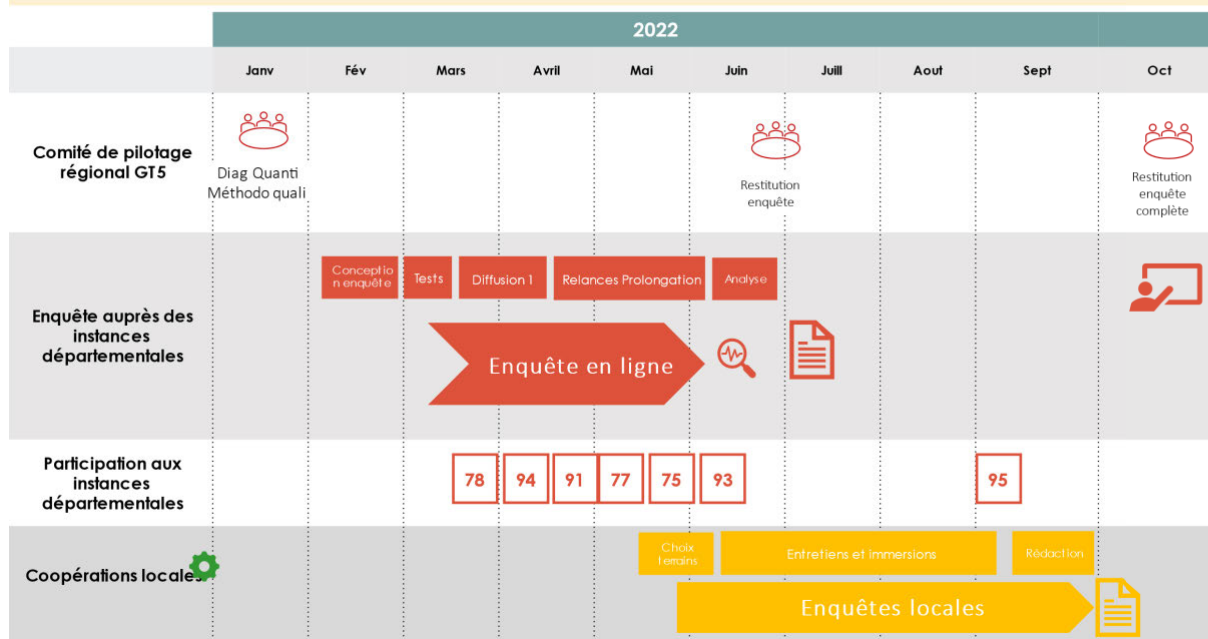 2022
Janv Fév Mars Avril Mai Juin Juill Aout Sept Oct
Comité de pilotage
régional GT5
Diag Quanti
Méthodo quali
Restitution
enquête
Restitution
enquête
complète
Enquête auprès des
instances
départementales
Conceptio
n enquête
Tests
Diffusion 1
Relances Prolongation
Analyse
Enquête en ligne
Participation aux
instances
départementales
78 94 91 77 75 93 95
Coopérations locales
Choix
terrains
Entretiens et immersions
Rédaction
Enquêtes locales